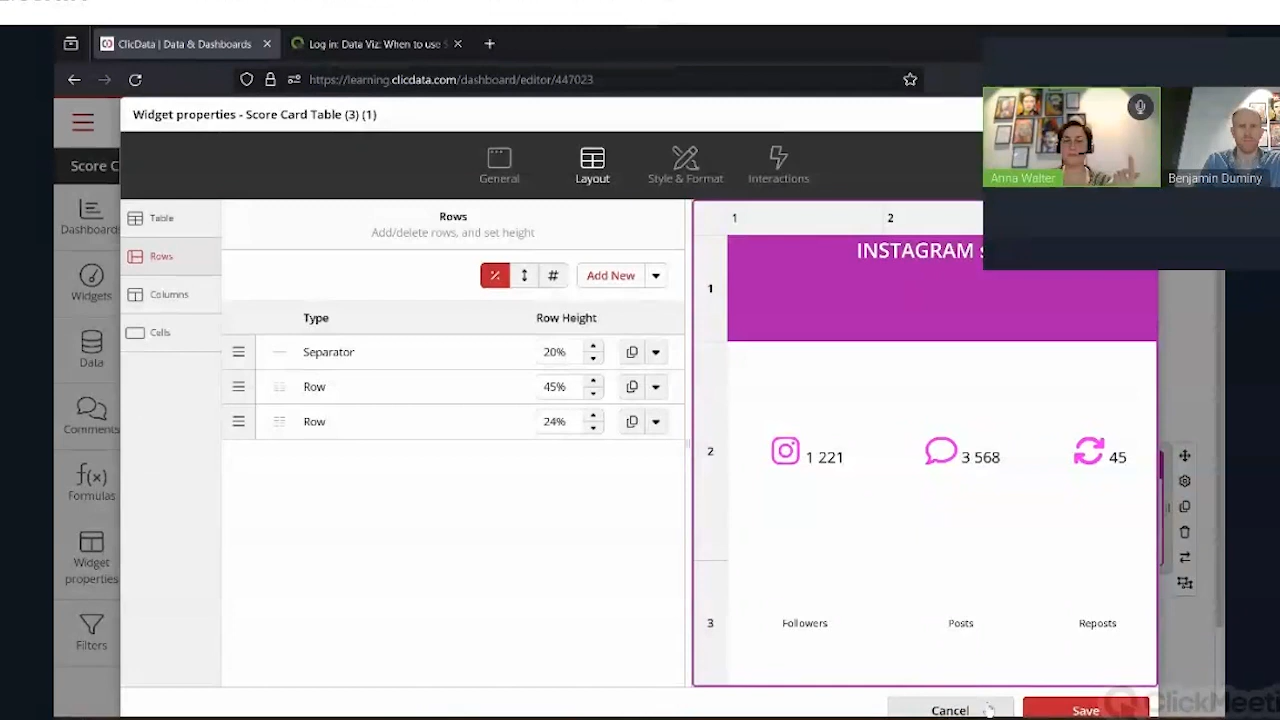 ClicData | Data & Dashboards
Log in: Data Viz: When to use
https://learning.clicdata.com/dashboard/editor/447023
Widget properties - Score Card Table (3) (1)
General
Layout
Style & Format
Interactions
Anna Walter
Benjamin Duminy
Score C
Dashboards
Widgets
Data
Comments
Formulas
Widget
properties
Filters
Table
Rows
Columns
Cells
Rows
Add/delete rows, and set height
#
Add New
Type
Row Height
Separator
20%
Row
45%
Row
24%
1
2
1
INSTAGRAM
2
1 221
3 568
45
3
Followers
Posts
Reposts
Cancel
Save
ClickMeeti